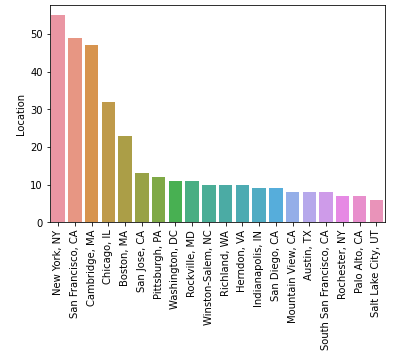 50
40
30
20
10
0
Location
New York, NY
San Francisco, CA
Cambridge, MA
Chicago, IL
Boston, MA
San Jose, CA
Pittsburgh, PA
Washington, DC
Rockville, MD
Winston-Salem, NC
Richland, WA
Herndon, VA
Indianapolis, IN
San Diego, CA
Mountain View, CA
Austin, TX
South San Francisco, CA
Rochester, NY
Palo Alto, CA
Salt Lake City, UT